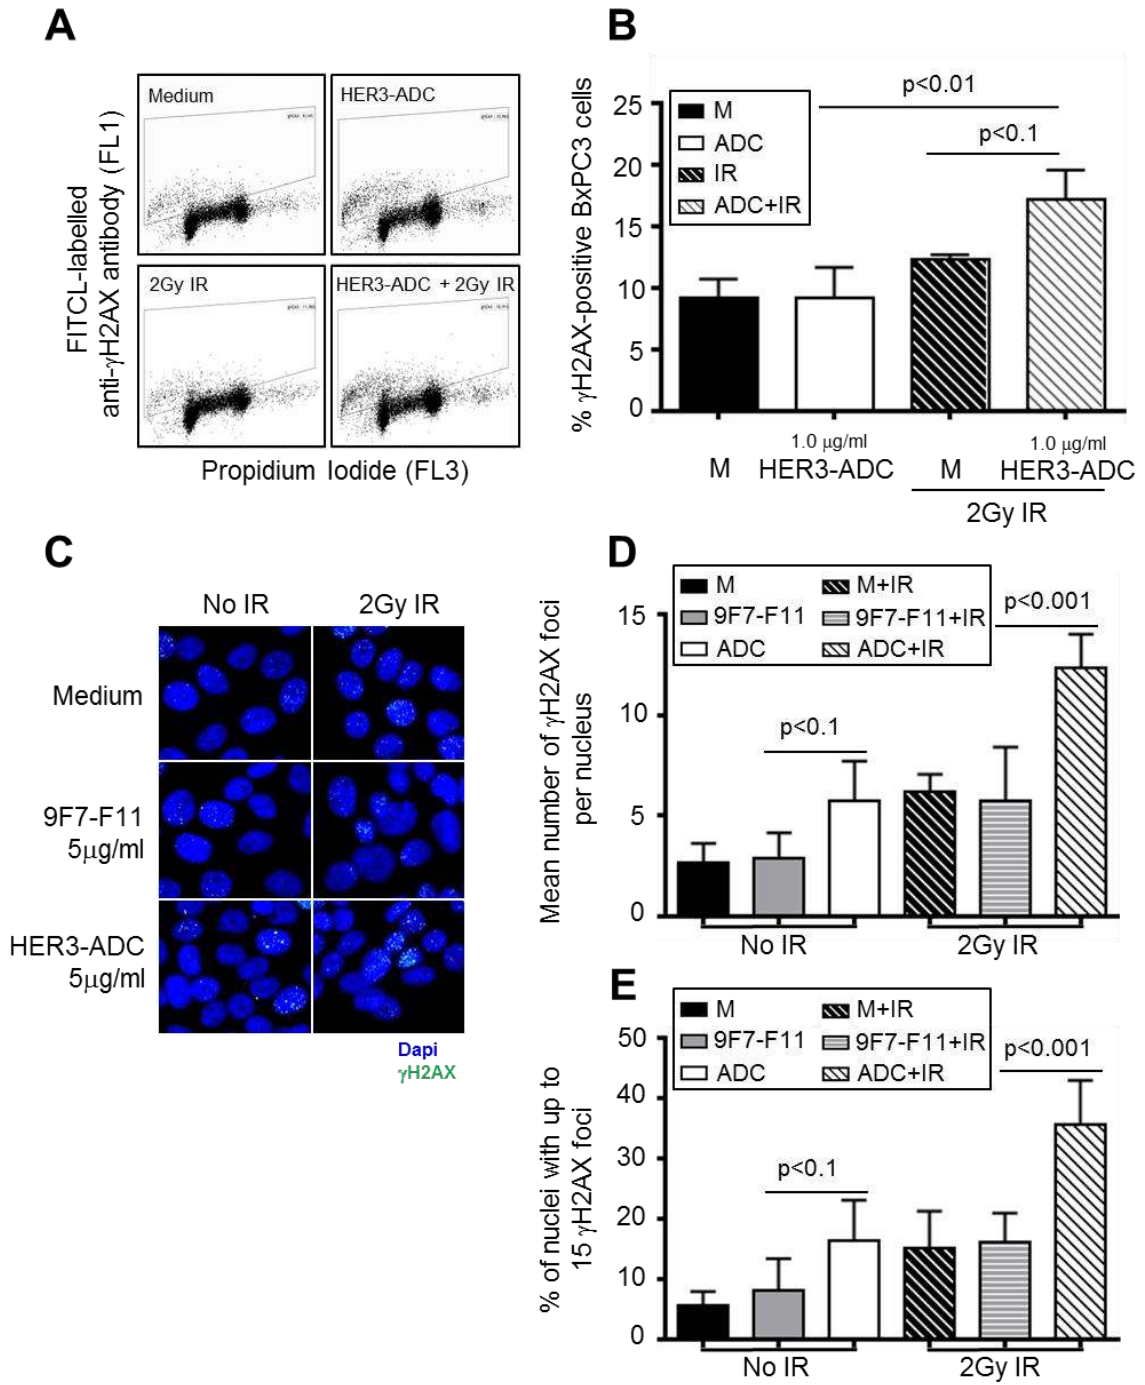 A
FITCL-labelled
anti-γH2AX antibody (FL1)
Medium
HER3-ADC
2Gy IR
HER3-ADC + 2Gy IR
Propidium Iodide (FL3)
B
% γH2AX-positive BxPC3 cells
25
20
15
10
5
0
M
ADC
IR
ADC+IR
p<0.01
p<0.1
1.0 μg/ml
1.0 μg/ml
M
HER3-ADC
M
HER3-ADC
2Gy IR
C
No IR
2Gy IR
Medium
9F7-F11
5μg/ml
HER3-ADC
5μg/ml
Dapi
γH2AX
D
Mean number of γH2AX foci
per nucleus
15
10
5
0
M
M+IR
9F7-F11
9F7-F11+IR
ADC
ADC+IR
p<0.1
p<0.001
No IR
2Gy IR
E
% of nuclei with up to
15 γH2AX foci
50
40
30
20
10
0
M
M+IR
9F7-F11
9F7-F11+IR
ADC
ADC+IR
p<0.1
p<0.001
No IR
2Gy IR